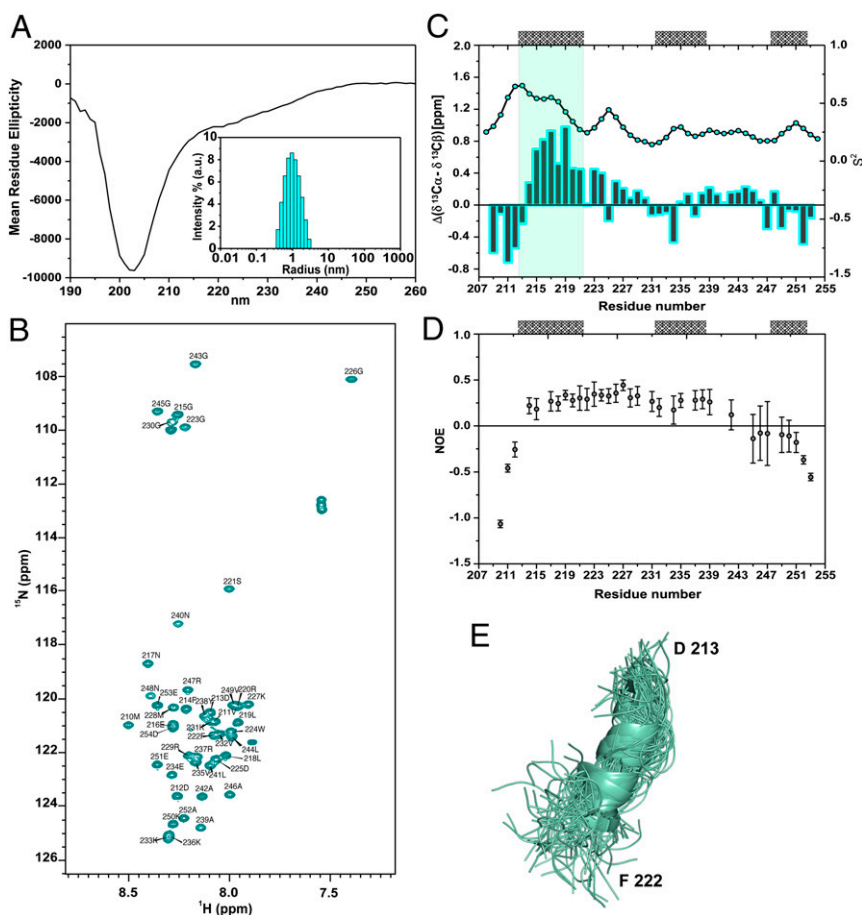 A
Mean Residue Ellipticity
2000
0
-2000
-4000
-6000
-8000
-10000
190 200 210 220 230 240 250 260
nm
Intensity % (a.u.)
10
8
6
4
2
0
0.01 0.1 1 10 100 1000
Radius (nm)
B
15N (ppm)
108
110
112
114
116
118
120
122
124
126
8.5 8.0 7.5
1H (ppm)
243G
226G
245G
215G
230G
223G
221S
240N
217N
247R
248N
253E
249V
220R
238V
213D
227K
228M
214F
211V
210M
231K
219L
216E
224W
254D
222F
232V
244L
229R
237R
218L
251E
235V
241L
225D
234E
212D
242A
246A
252A
250K
239A
233K
236K
C
Δ(δ13Cα - δ13Cβ)[ppm]
2.0
1.6
1.2
0.8
0.4
0.0
-0.4
-0.8
1.0
0.5
0.0
-0.5
-1.0
-1.5
S2
207 211 215 219 223 227 231 235 239 243 247 251 255
Residue number
D
NOE
1.0
0.5
0.0
-0.5
-1.0
-1.5
207 211 215 219 223 227 231 235 239 243 247 251 255
Residue number
E
D 213
F 222